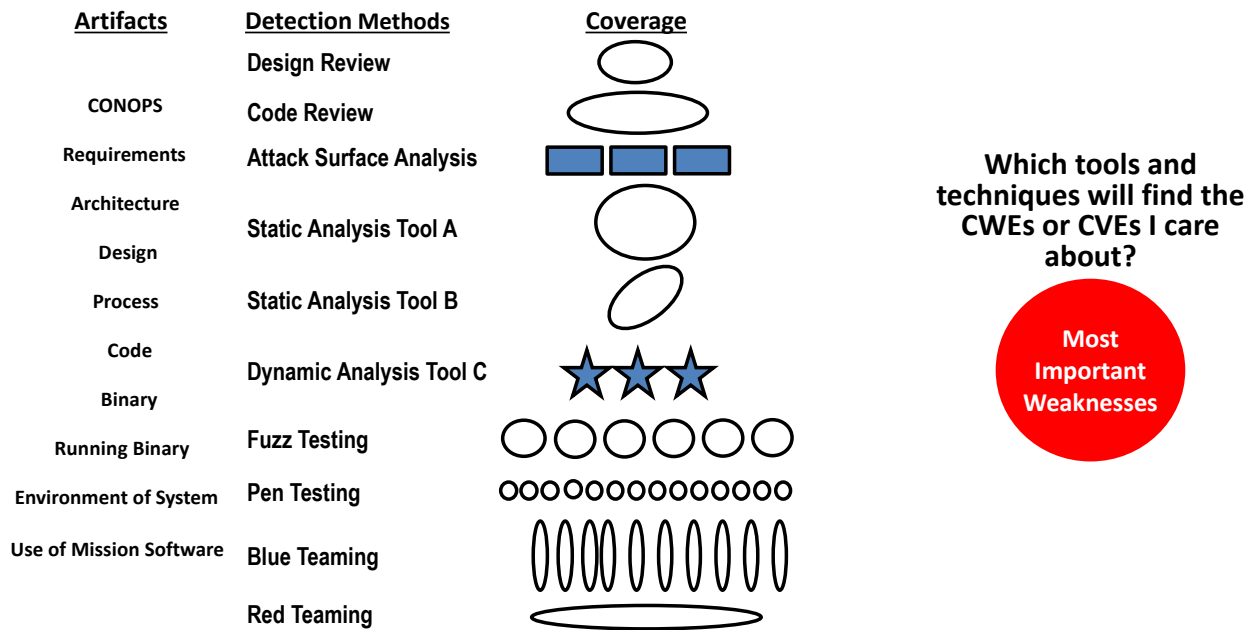 Artifacts
Detection Methods
Coverage
CONOPS
Requirements
Architecture
Design
Process
Code
Binary
Running Binary
Environment of System
Use of Mission Software
Design Review
Code Review
Attack Surface Analysis
Static Analysis Tool A
Static Analysis Tool B
Dynamic Analysis Tool C
Fuzz Testing
Pen Testing
Blue Teaming
Red Teaming
Which tools and
techniques will find the
CWEs or CVEs I care
about?
Most
Important
Weaknesses